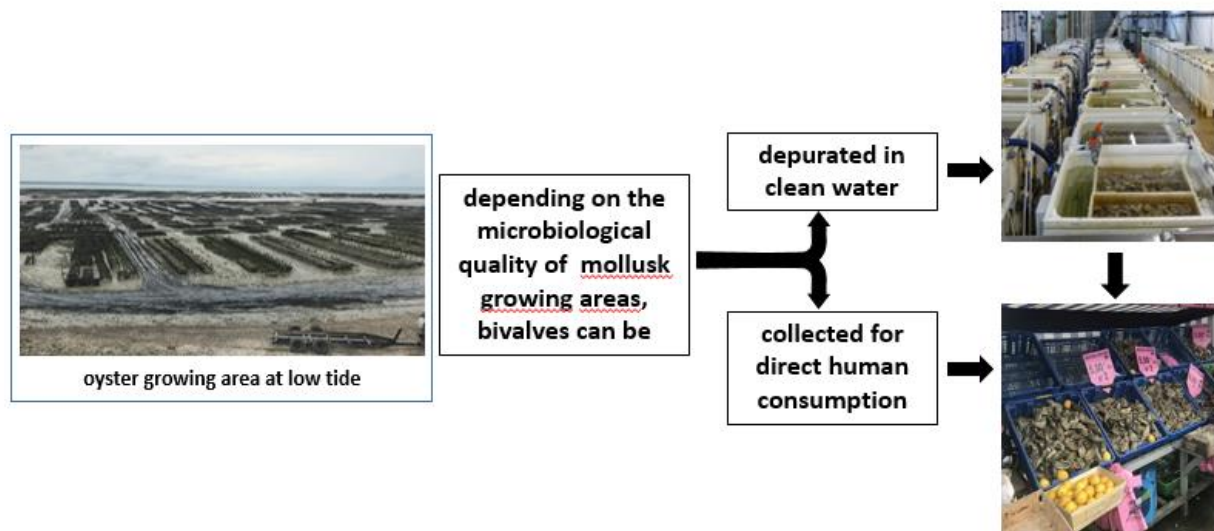 oyster growing area at low tide
depending on the
microbiological
quality of mollusk
growing areas,
bivalves can be
depurated in
clean water
collected for
direct human
consumption